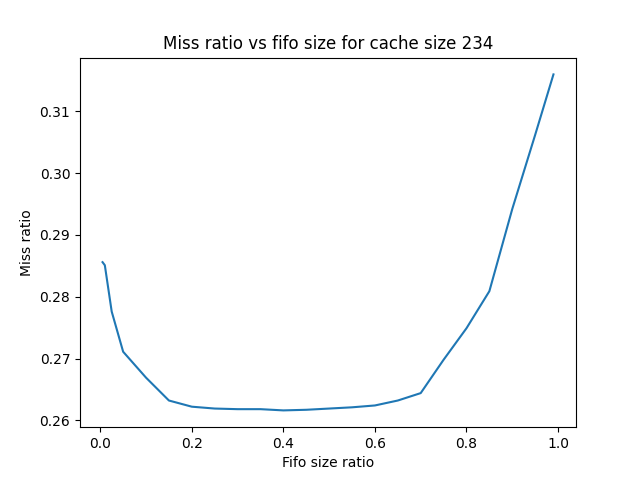 Miss ratio vs fifo size for cache size 234
0.31
0.30
0.29
0.28
0.27
0.26
Miss ratio
0.0 0.2 0.4 0.6 0.8 1.0
Fifo size ratio